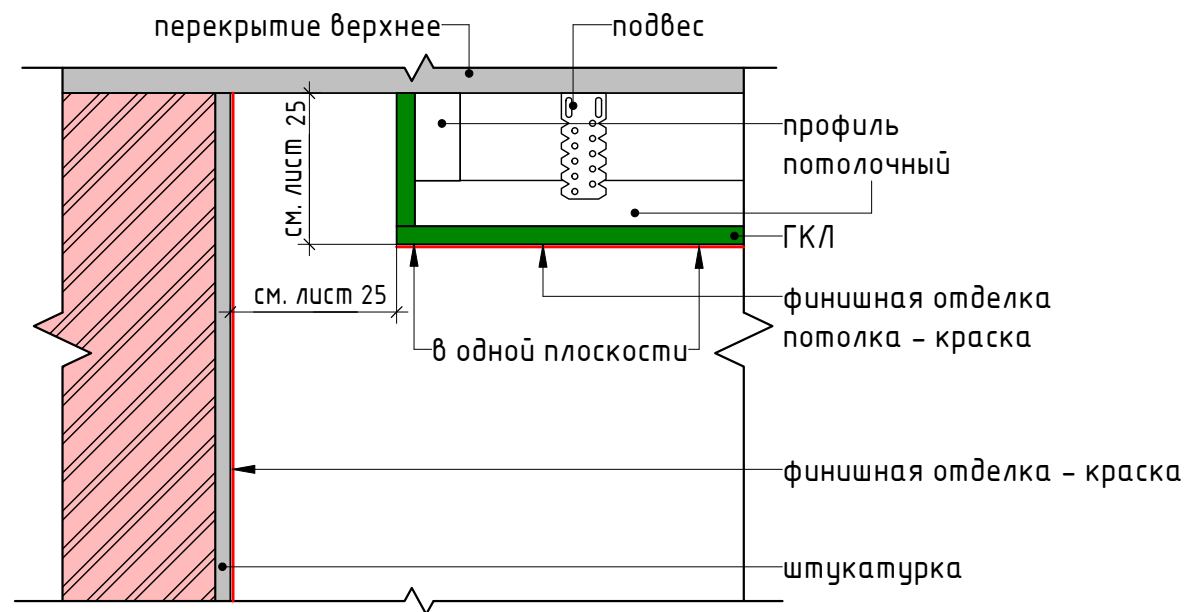 перекрытие верхнее
подвес
см. лист 25
профиль
потолочный
ГКЛ
см. лист 25
финишная отделка
потолка – краска
в одной плоскости
финишная отделка – краска
штукатурка